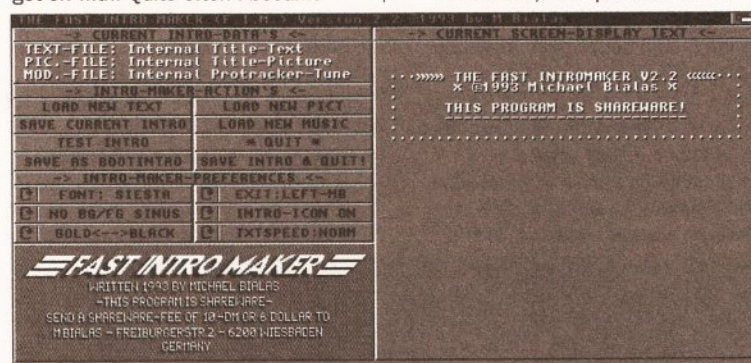 THE FAST INTRO MAKER (F.I.M.) Version 2.2 ©1993 by M.Bialas
-> CURRENT INTRO-DATA'S <-
TEXT-FILE: Internal Title-Text
PIC.-FILE: Internal Title-Picture
MOD.-FILE: Internal Protracker-Tune
-> INTRO-MAKER-ACTION'S <-
LOAD NEW TEXT LOAD NEW PICT
SAVE CURRENT INTRO LOAD NEW MUSIC
TEST INTRO * QUIT *
SAVE AS BOOTINTRO SAVE INTRO & QUIT!
-> INTRO-MAKER-PREFERENCES <-
FONT: SIESTA EXIT:LEFT-MB
NO BG/FG SINUS INTRO-ICON ON
BOLD<-->BLACK TXTSPEED:NORM
FAST INTRO MAKER
WRITTEN 1993 BY MICHAEL BIALAS
-THIS PROGRAM IS SHAREWARE-
SEND A SHAREWARE-FEE OF 10-DM OR 6 DOLLAR TO
M.BIALAS - FREIBURGERSTR.2 - 6200 WIESBADEN
GERMANY
-> CURRENT SCREEN-DISPLAY TEXT <-
···»»»» THE FAST INTROMAKER V2.2 ««««···
x ©1993 Michael Bialas x
THIS PROGRAM IS SHAREWARE!